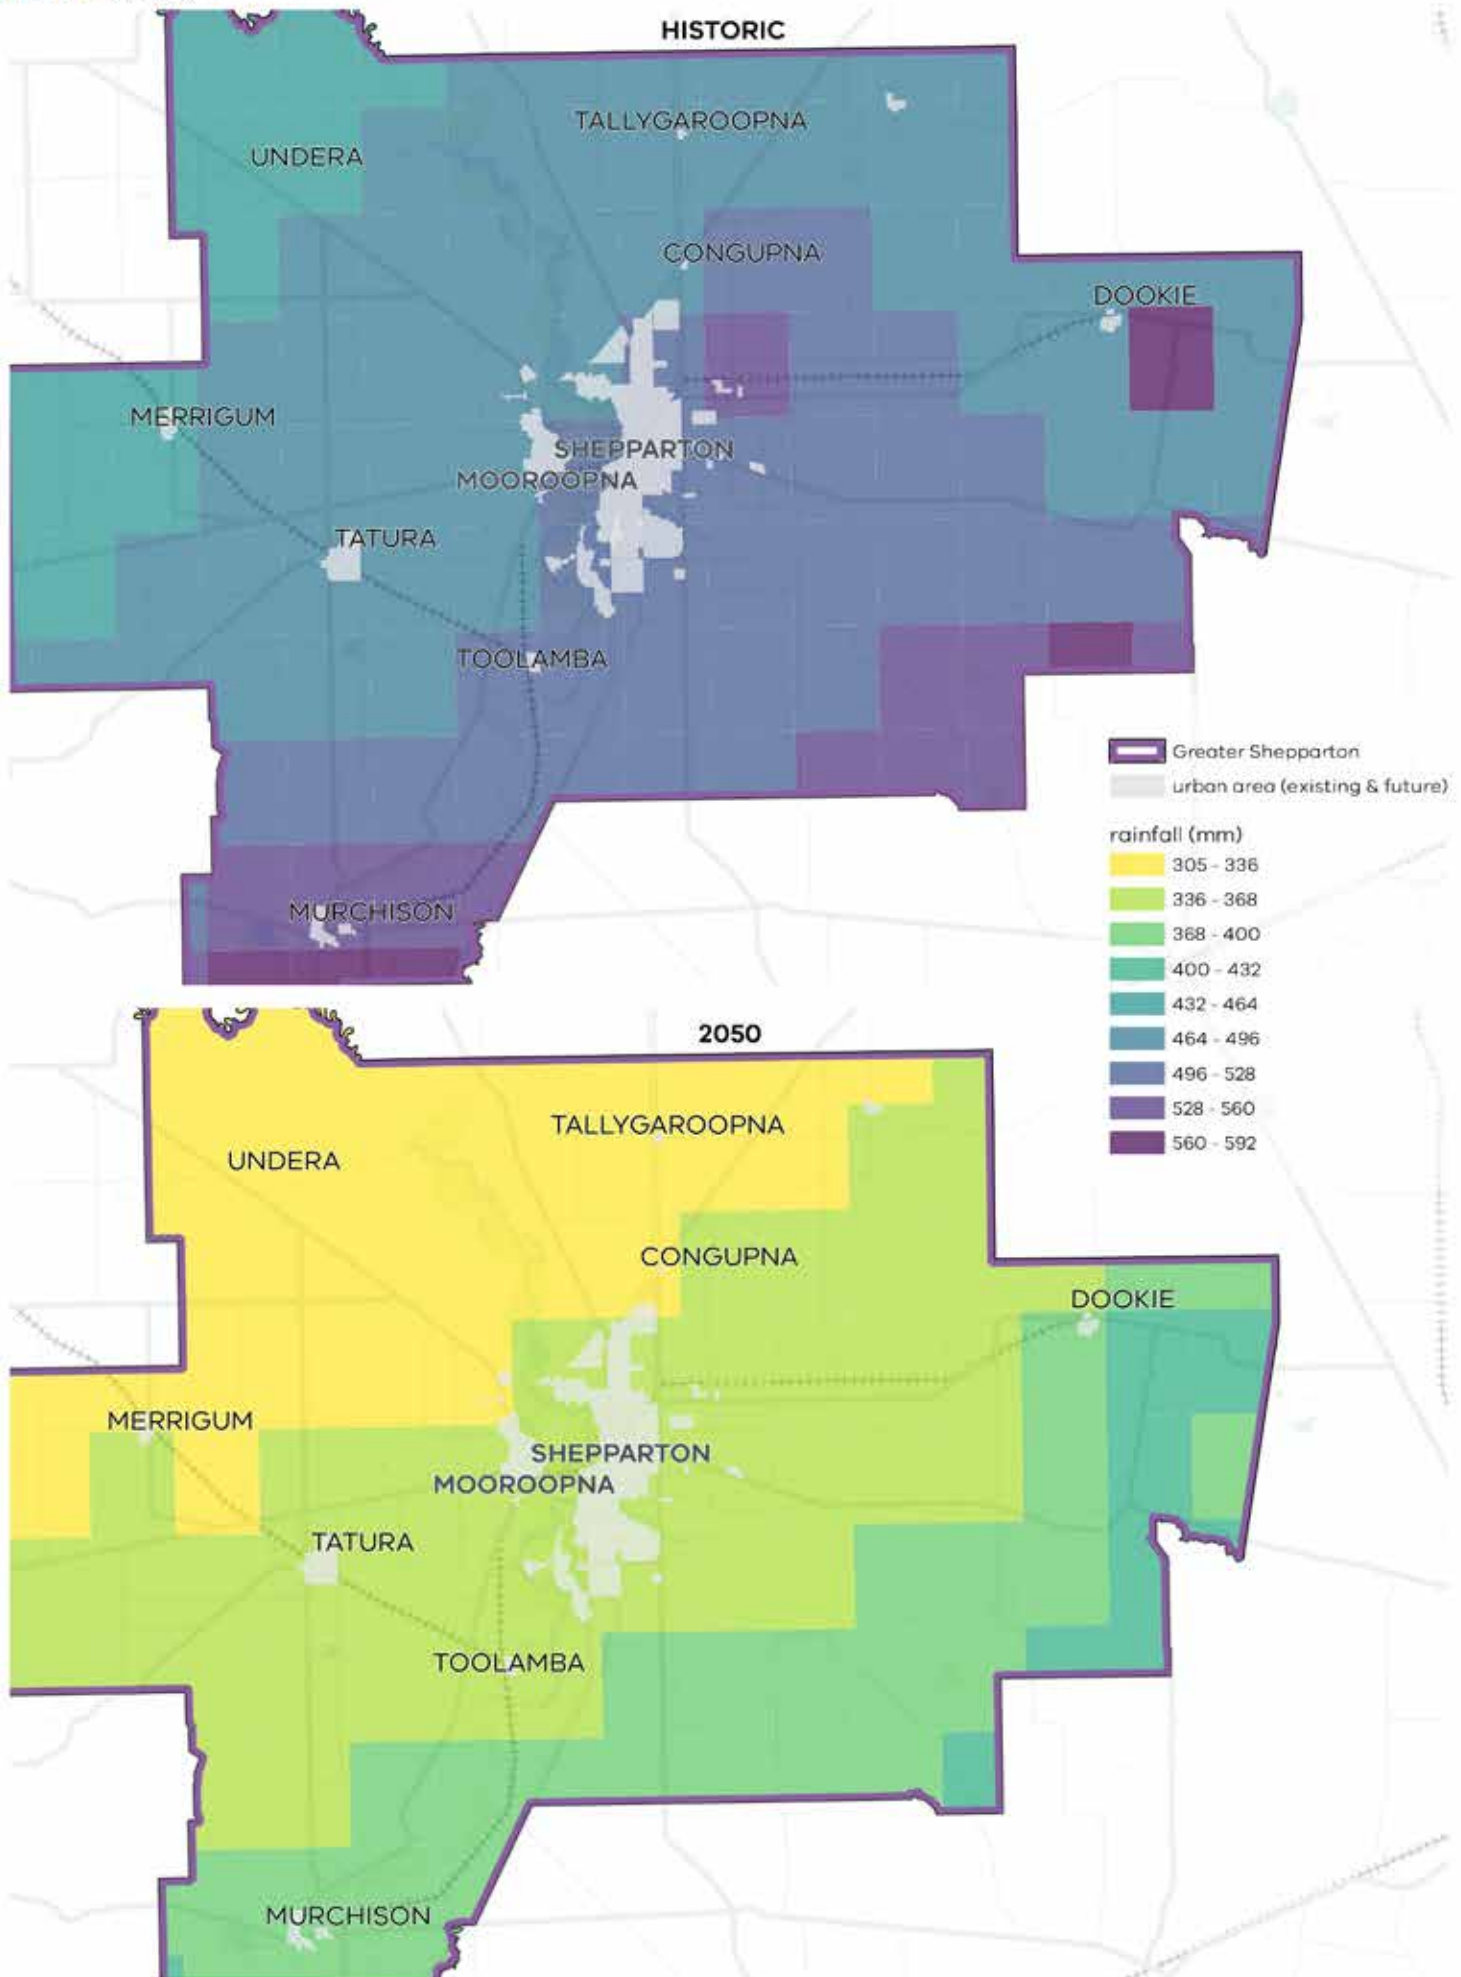 HISTORIC
TALLYGAROOPNA
UNDERA
CONGUPNA
DOOKIE
MERRIGUM
SHEPPARTON
MOOROOPNA
TATURA
TOOLAMBA
MURCHISON
Greater Shepparton
urban area (existing & future)
rainfall (mm)
305 - 336
336 - 368
368 - 400
400 - 432
432 - 464
464 - 496
496 - 528
528 - 560
560 - 592
2050
TALLYGAROOPNA
UNDERA
CONGUPNA
DOOKIE
MERRIGUM
SHEPPARTON
MOOROOPNA
TATURA
TOOLAMBA
MURCHISON